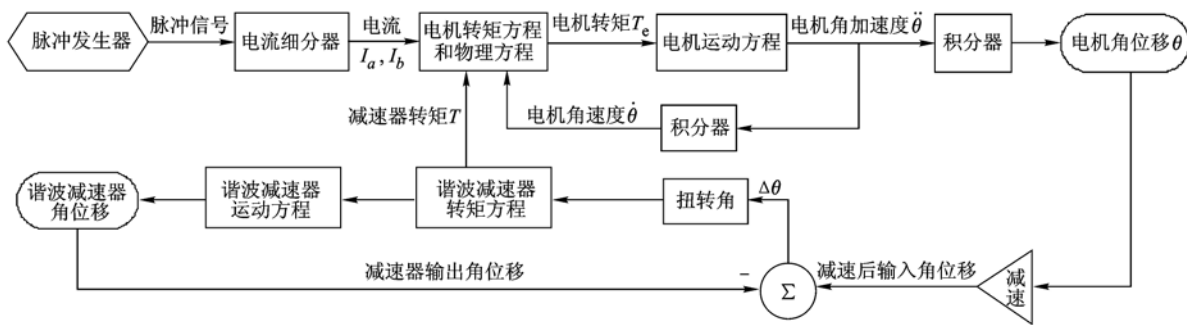 脉冲发生器
脉冲信号
电流细分器
电流
I_a, I_b
电机转矩方程
和物理方程
电机转矩T_e
电机运动方程
电机角加速度θ̈
积分器
电机角位移θ
减速器转矩T
电机角速度θ̇
积分器
谐波减速器
角位移
谐波减速器
运动方程
谐波减速器
转矩方程
扭转角
Δθ
减速器输出角位移
−
Σ
减速后输入角位移
减速